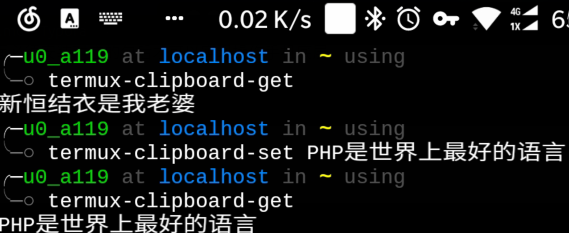 0.02 K/s 4G 1X 65
u0_a119 at localhost in ~ using
termux-clipboard-get
新恒结衣是我老婆
u0_a119 at localhost in ~ using
termux-clipboard-set PHP是世界上最好的语言
u0_a119 at localhost in ~ using
termux-clipboard-get
PHP是世界上最好的语言